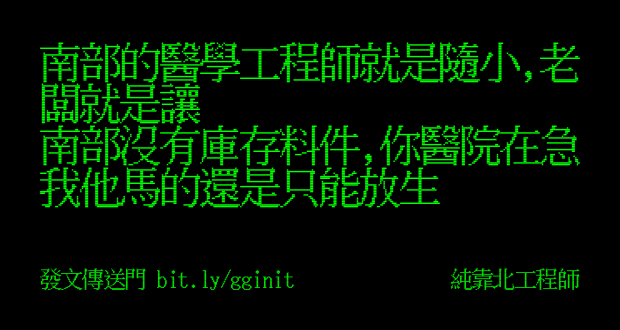 南部的醫學工程師就是隨小,老
闆就是讓
南部沒有庫存料件,你醫院在急
我他馬的還是只能放生
發文傳送門 bit.ly/gginit
純靠北工程師